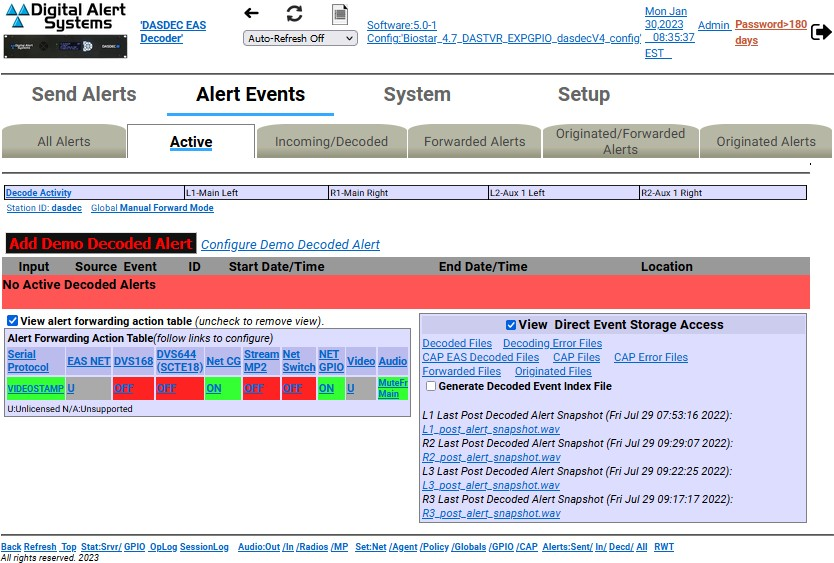 Digital Alert
Systems
'DASDEC EAS
Decoder'
Auto-Refresh Off
Software:5.0-1
Config:'Biostar_4.7_DASTVR_EXPGPIO_dasdecV4_config'
Mon Jan
30,2023
08:35:37
EST
Admin
Password>180
days
Send Alerts
Alert Events
System
Setup
All Alerts
Active
Incoming/Decoded
Forwarded Alerts
Originated/Forwarded
Alerts
Originated Alerts
Decode Activity L1-Main Left R1-Main Right L2-Aux 1 Left R2-Aux 1 Right
Station ID: dasdec Global Manual Forward Mode
Add Demo Decoded Alert Configure Demo Decoded Alert
Input Source Event ID Start Date/Time End Date/Time Location
No Active Decoded Alerts
View alert forwarding action table (uncheck to remove view).
Alert Forwarding Action Table(follow links to configure)
Serial
Protocol
EAS NET
DVS168
DVS644
(SCTE18)
Net CG
Stream
MP2
Net
Switch
NET
GPIO
Video
Audio
VIDEOSTAMP U OFF OFF ON OFF OFF ON U MuteFr
Main
U:Unlicensed N/A:Unsupported
View Direct Event Storage Access
Decoded Files Decoding Error Files
CAP EAS Decoded Files CAP Files CAP Error Files
Forwarded Files Originated Files
Generate Decoded Event Index File
L1 Last Post Decoded Alert Snapshot (Fri Jul 29 07:53:16 2022):
L1_post_alert_snapshot.wav
R2 Last Post Decoded Alert Snapshot (Fri Jul 29 09:29:07 2022):
R2_post_alert_snapshot.wav
L3 Last Post Decoded Alert Snapshot (Fri Jul 29 09:22:25 2022):
L3_post_alert_snapshot.wav
R3 Last Post Decoded Alert Snapshot (Fri Jul 29 09:17:17 2022):
R3_post_alert_snapshot.wav
Back Refresh Top Stat:Srvr/ GPIO OpLog SessionLog Audio:Out /In /Radios /MP Set:Net /Agent /Policy /Globals /GPIO /CAP Alerts:Sent/ In/ Decd/ All RWT
All rights reserved. 2023